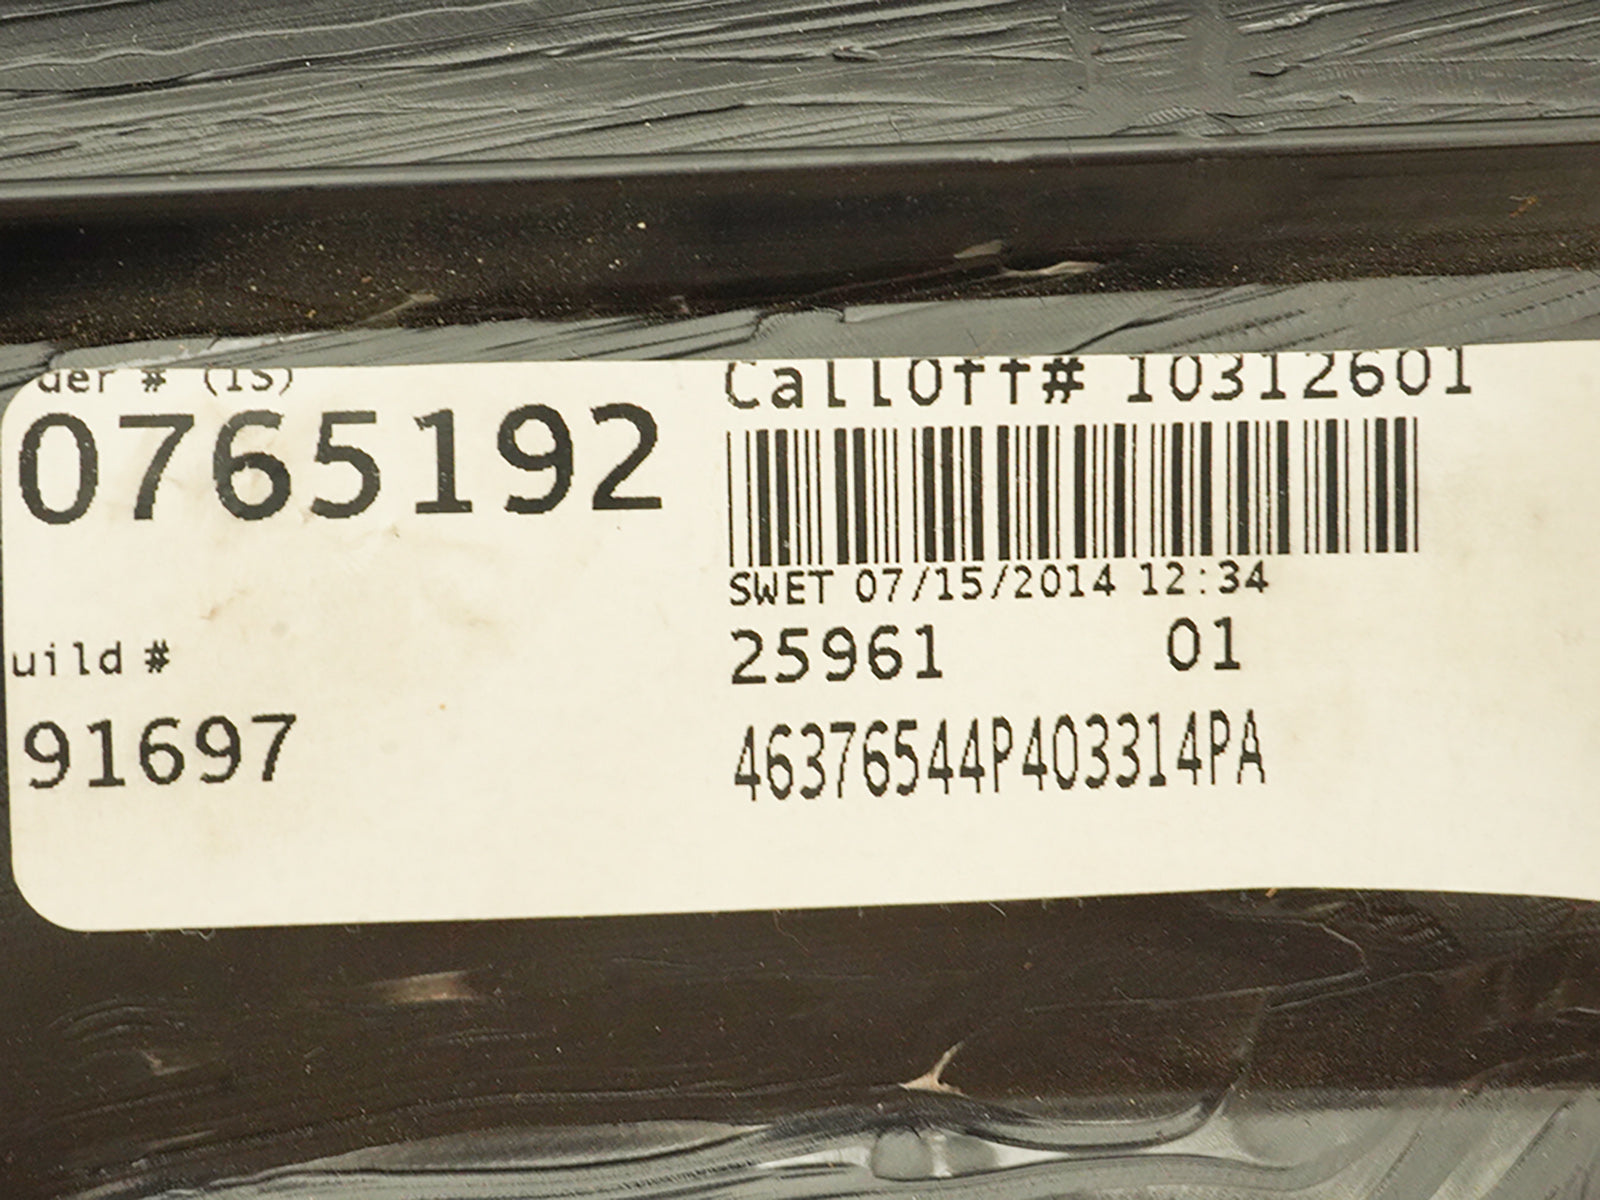 der # (IS)
0765192
uild #
91697
CallOff# 10312601
SWET 07/15/2014 12:34
25961 01
46376544P403314PA